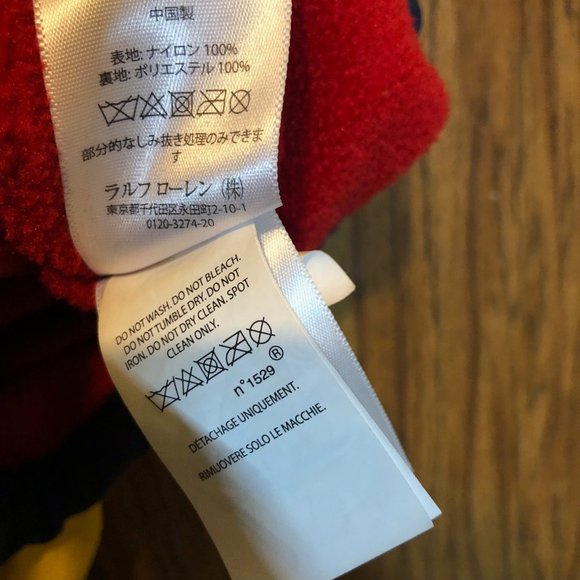 中国製
表地: ナイロン 100%
裏地: ポリエステル 100%
部分的なしみ抜き処理のみできま
す
ラルフ ローレン（株）
東京都千代田区永田町2-10-1
0120-3274-20
DO NOT WASH. DO NOT BLEACH.
DO NOT TUMBLE DRY. DO NOT
IRON. DO NOT DRY CLEAN. SPOT
CLEAN ONLY.
n°1529 ®
DÉTACHAGE UNIQUEMENT.
RIMUOVERE SOLO LE MACCHIE.